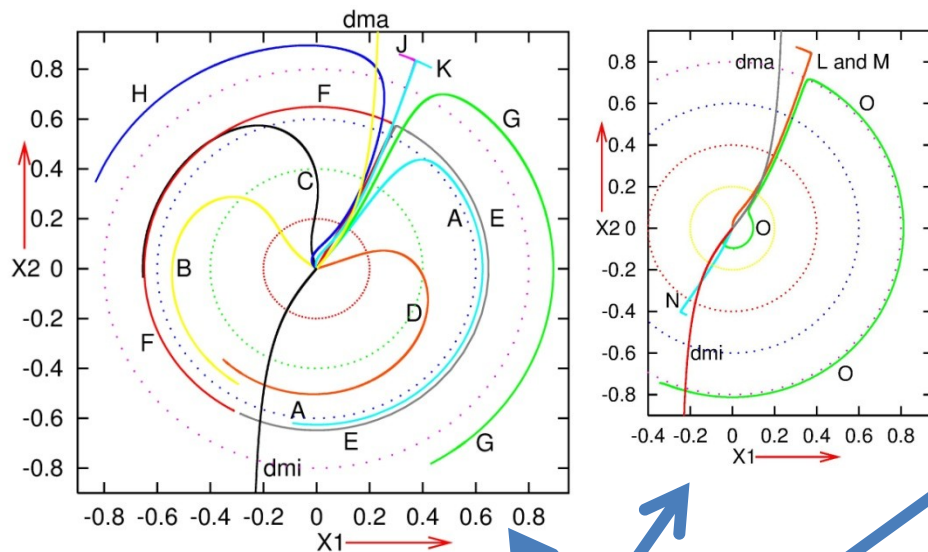 dma
0.8
0.6
0.4
0.2
X2 0
-0.2
-0.4
-0.6
-0.8
H
F
J
K
G
C
A
E
B
D
F
A
E
G
dmi
-0.8 -0.6 -0.4 -0.2 0 0.2 0.4 0.6 0.8
X1
0.8
0.6
0.4
0.2
X2 0
-0.2
-0.4
-0.6
-0.8
dma
L and M
O
O
N
dmi
O
-0.4 -0.2 0 0.2 0.4 0.6 0.8
X1